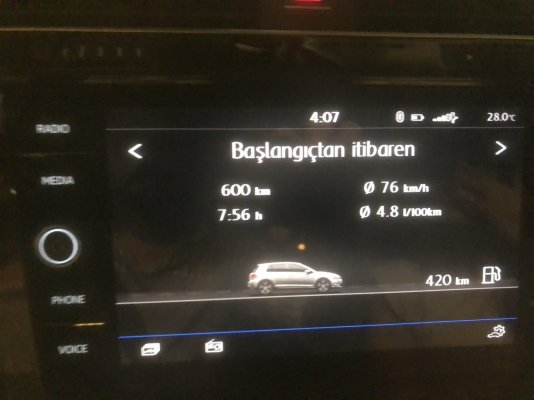 4:07 28.0°C
RADIO
< Başlangıçtan itibaren >
MEDIA
600 km Ø 76 km/h
7:56 h Ø 4.8 l/100km
420 km
PHONE
VOICE